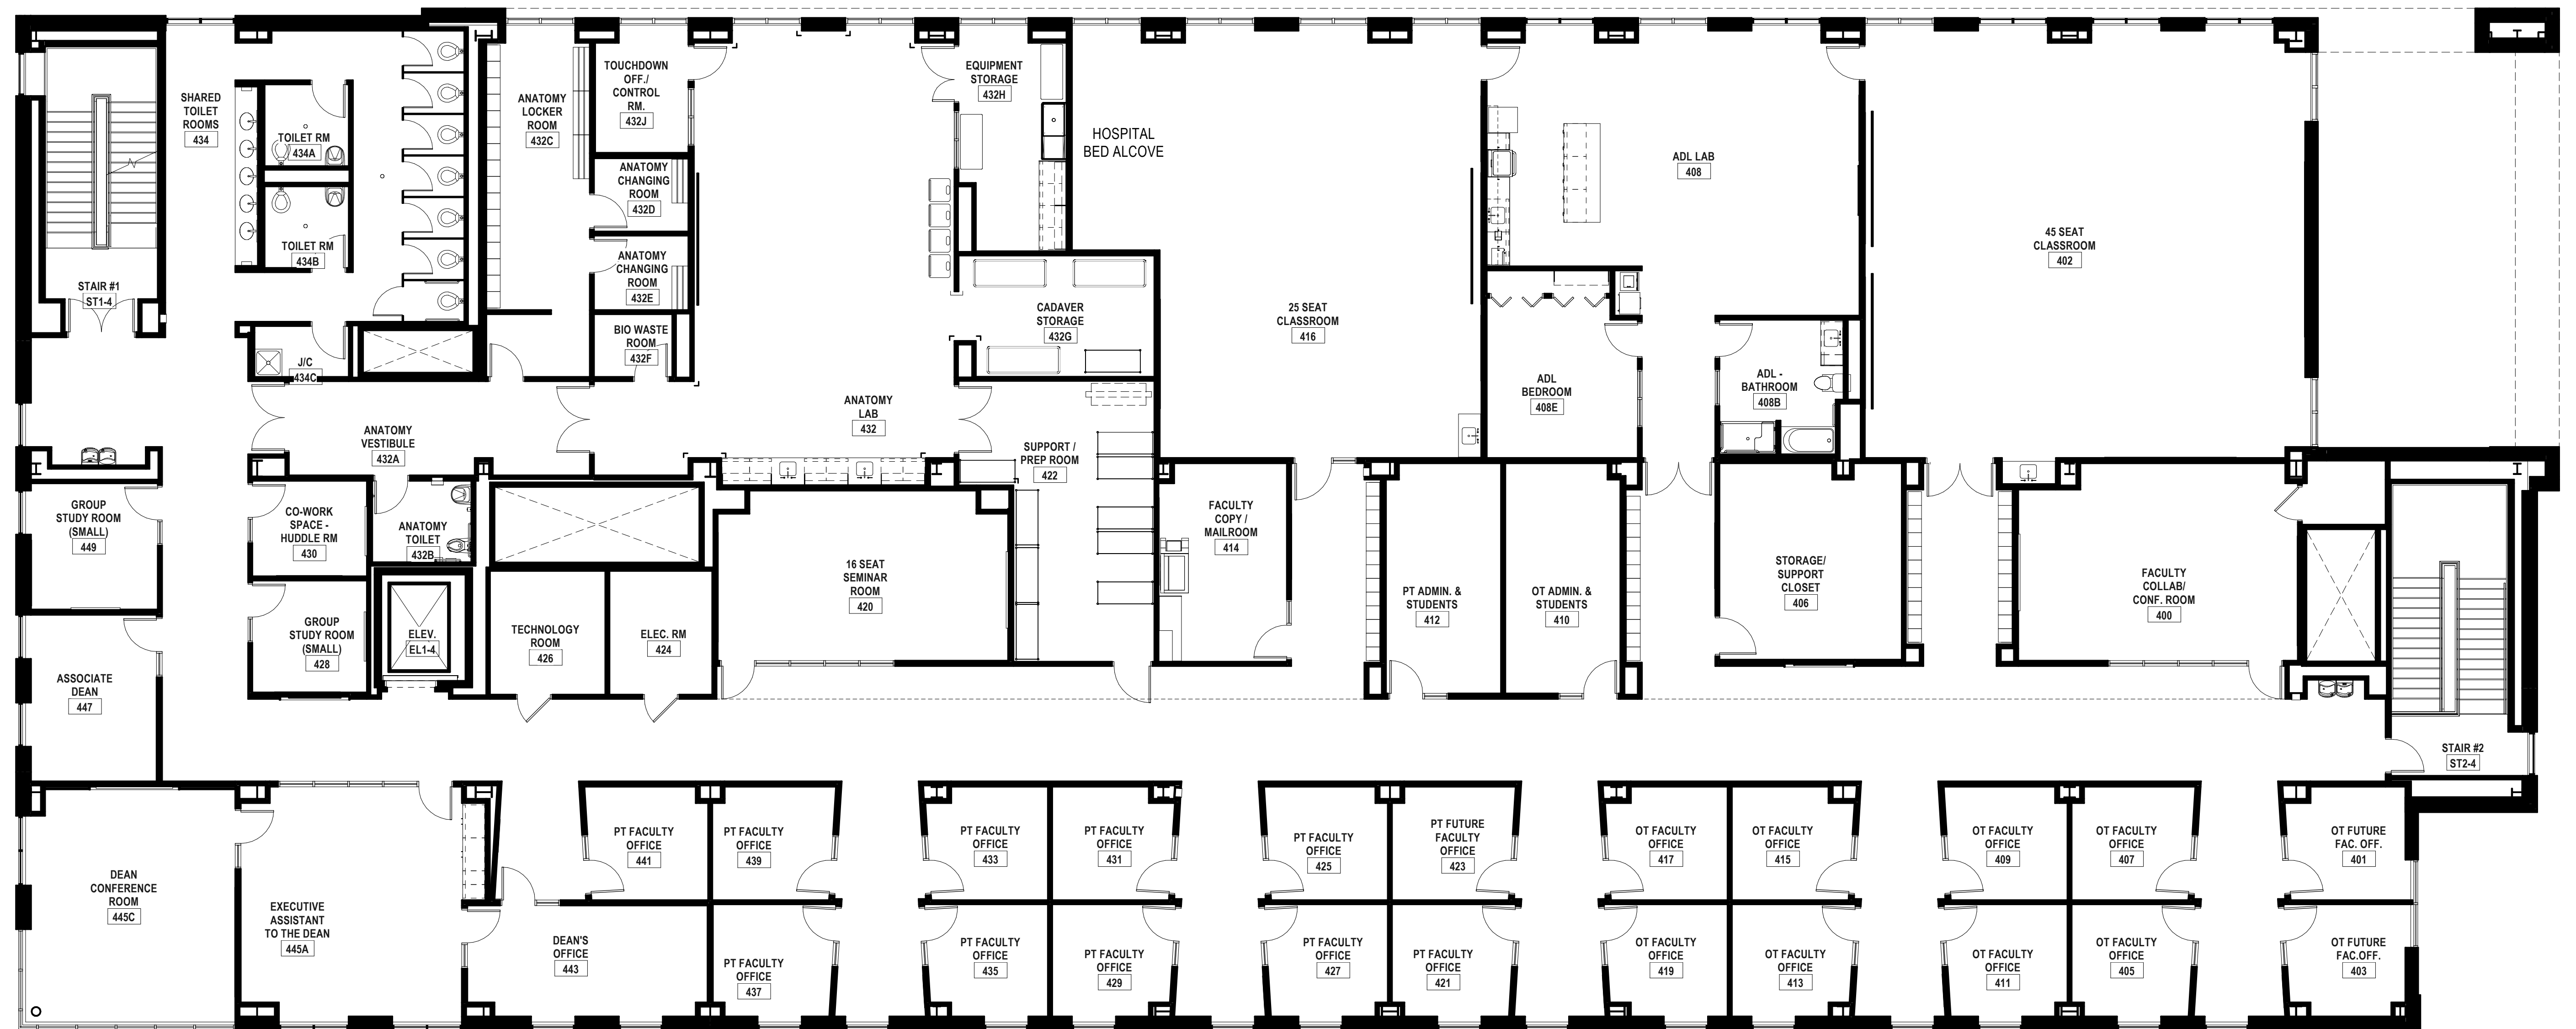 SHARED
TOILET
ROOMS
434
TOILET RM
434A
TOILET RM
434B
STAIR #1
ST1-4
J/C
434C
ANATOMY
LOCKER
ROOM
432C
TOUCHDOWN
OFF./
CONTROL
RM.
432J
ANATOMY
CHANGING
ROOM
432D
ANATOMY
CHANGING
ROOM
432E
BIO WASTE
ROOM
432F
EQUIPMENT
STORAGE
432H
HOSPITAL
BED ALCOVE
CADAVER
STORAGE
432G
25 SEAT
CLASSROOM
416
ADL LAB
408
45 SEAT
CLASSROOM
402
ADL
BEDROOM
408E
ADL -
BATHROOM
408B
ANATOMY
VESTIBULE
432A
ANATOMY
LAB
432
SUPPORT /
PREP ROOM
422
GROUP
STUDY ROOM
(SMALL)
449
CO-WORK
SPACE -
HUDDLE RM
430
ANATOMY
TOILET
432B
GROUP
STUDY ROOM
(SMALL)
428
ELEV.
EL1-4
TECHNOLOGY
ROOM
426
ELEC. RM
424
16 SEAT
SEMINAR
ROOM
420
FACULTY
COPY /
MAILROOM
414
PT ADMIN. &
STUDENTS
412
OT ADMIN. &
STUDENTS
410
STORAGE/
SUPPORT
CLOSET
406
FACULTY
COLLAB/
CONF. ROOM
400
ASSOCIATE
DEAN
447
STAIR #2
ST2-4
DEAN
CONFERENCE
ROOM
445C
EXECUTIVE
ASSISTANT
TO THE DEAN
445A
DEAN'S
OFFICE
443
PT FACULTY
OFFICE
441
PT FACULTY
OFFICE
439
PT FACULTY
OFFICE
437
PT FACULTY
OFFICE
433
PT FACULTY
OFFICE
431
PT FACULTY
OFFICE
435
PT FACULTY
OFFICE
429
PT FACULTY
OFFICE
425
PT FUTURE
FACULTY
OFFICE
423
PT FACULTY
OFFICE
427
PT FACULTY
OFFICE
421
OT FACULTY
OFFICE
417
OT FACULTY
OFFICE
415
OT FACULTY
OFFICE
419
OT FACULTY
OFFICE
413
OT FACULTY
OFFICE
409
OT FACULTY
OFFICE
407
OT FACULTY
OFFICE
411
OT FACULTY
OFFICE
405
OT FUTURE
FAC. OFF.
401
OT FUTURE
FAC.OFF.
403